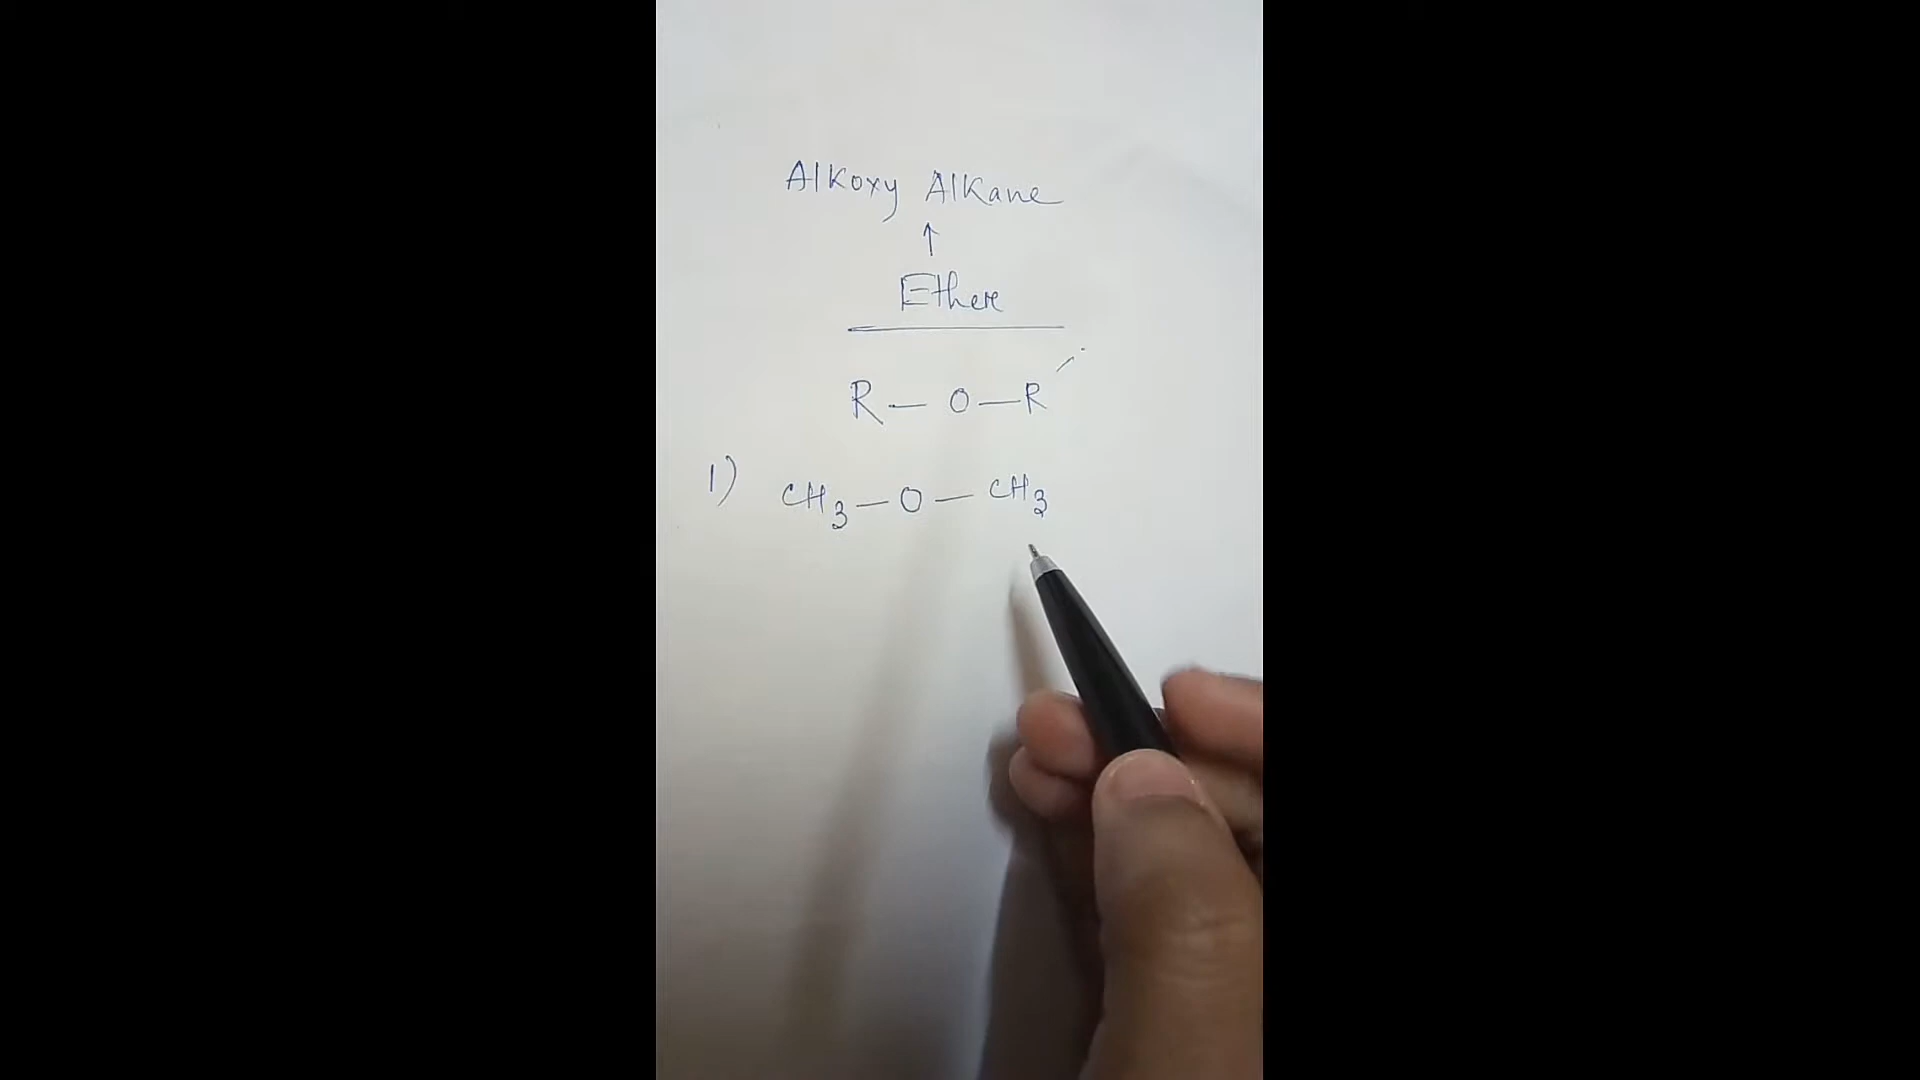 Alkoxy Alkane
↑
Ethere
R — O — R′
1) CH₃ — O — CH₃